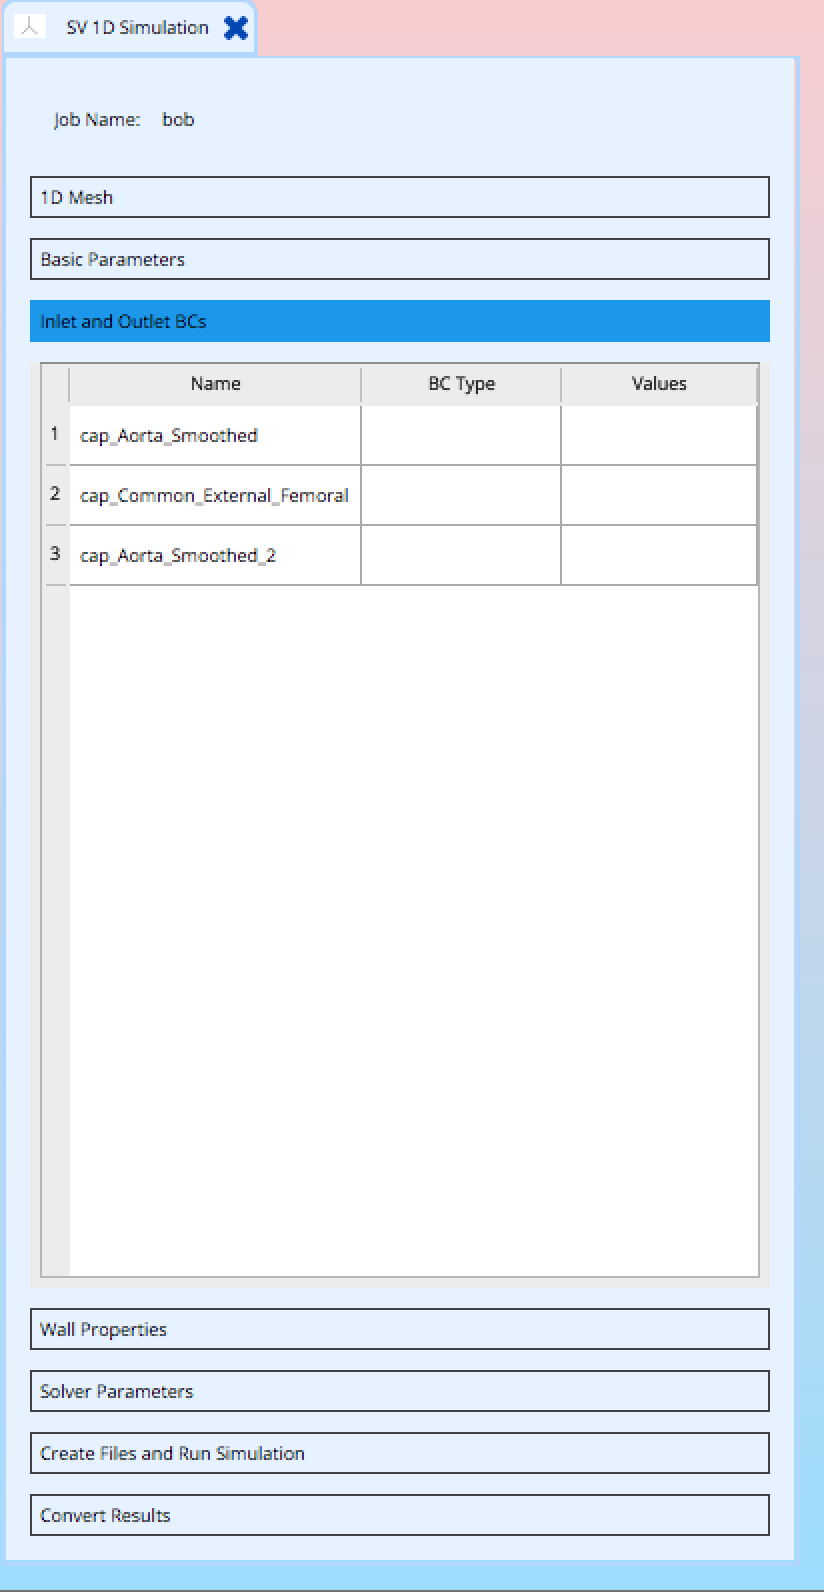 SV 1D Simulation
Job Name: bob
1D Mesh
Basic Parameters
Inlet and Outlet BCs
Name BC Type Values
1 cap_Aorta_Smoothed
2 cap_Common_External_Femoral
3 cap_Aorta_Smoothed_2
Wall Properties
Solver Parameters
Create Files and Run Simulation
Convert Results